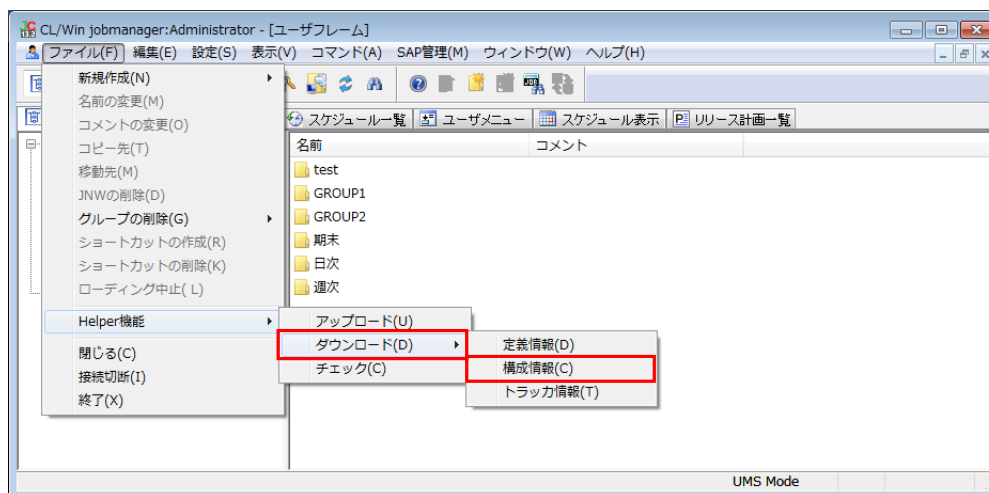 CL/Win jobmanager:Administrator - [ユーザフレーム]
ファイル(F) 編集(E) 設定(S) 表示(V) コマンド(A) SAP管理(M) ウィンドウ(W) ヘルプ(H)
新規作成(N)
名前の変更(M)
コメントの変更(O)
コピー先(T)
移動先(M)
JNWの削除(D)
グループの削除(G)
ショートカットの作成(R)
ショートカットの削除(K)
ローディング中止( L)
Helper機能
閉じる(C)
接続切断(I)
終了(X)
スケジュール一覧 ユーザメニュー スケジュール表示 リリース計画一覧
名前 コメント
test
GROUP1
GROUP2
期末
日次
週次
アップロード(U)
ダウンロード(D)
チェック(C)
定義情報(D)
構成情報(C)
トラッカ情報(T)
UMS Mode